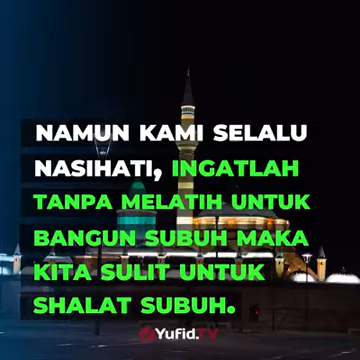 NAMUN KAMI SELALU
NASIHATI, INGATLAH
TANPA MELATIH UNTUK
BANGUN SUBUH MAKA
KITA SULIT UNTUK
SHALAT SUBUH.
YUFID.TV